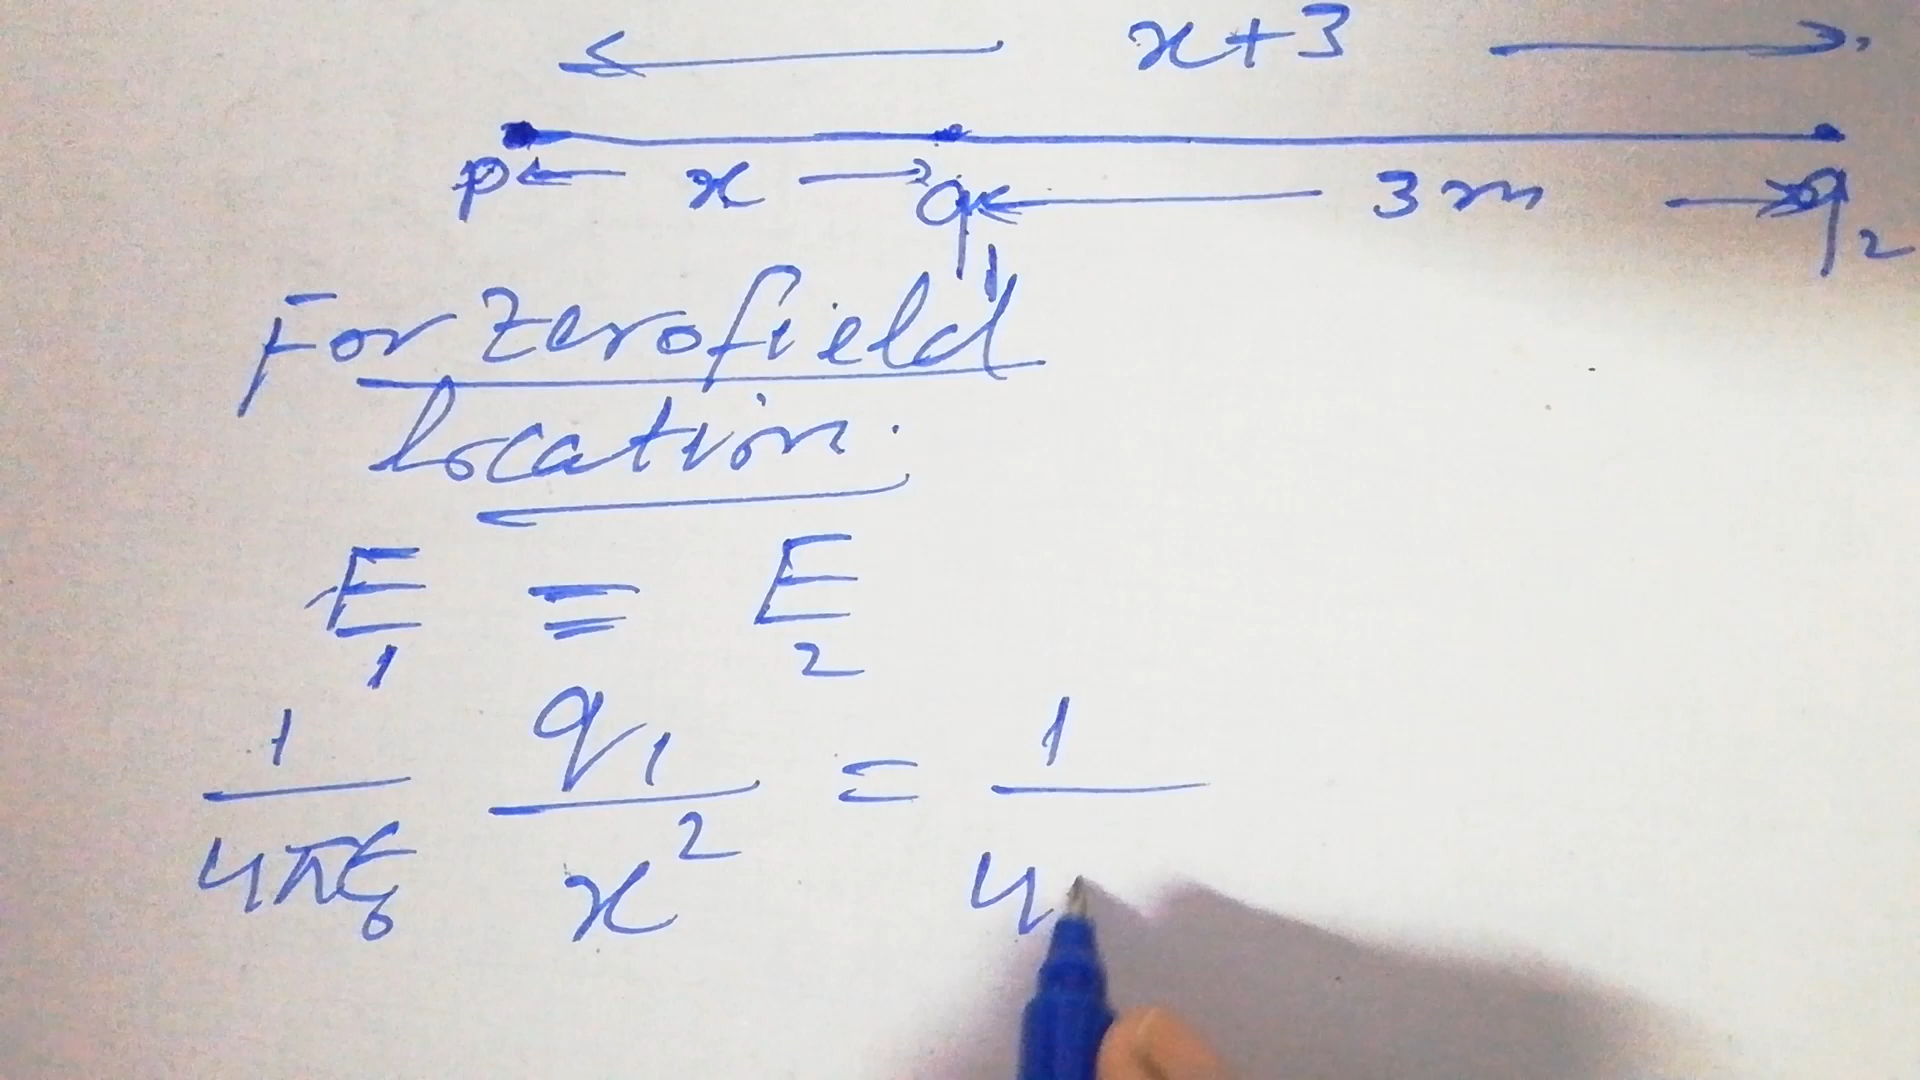 x+3
P x q1 3m q2
For zero field
location.
E1 = E2
1/4πε0 q1/x² = 1/4